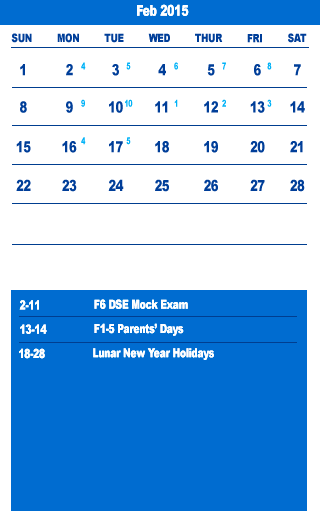 Feb 2015
SUN MON TUE WED THUR FRI SAT
1 2 4 3 5 4 6 5 7 6 8 7
8 9 9 10 10 11 1 12 2 13 3 14
15 16 4 17 5 18 19 20 21
22 23 24 25 26 27 28
2-11 F6 DSE Mock Exam
13-14 F1-5 Parents' Days
18-28 Lunar New Year Holidays